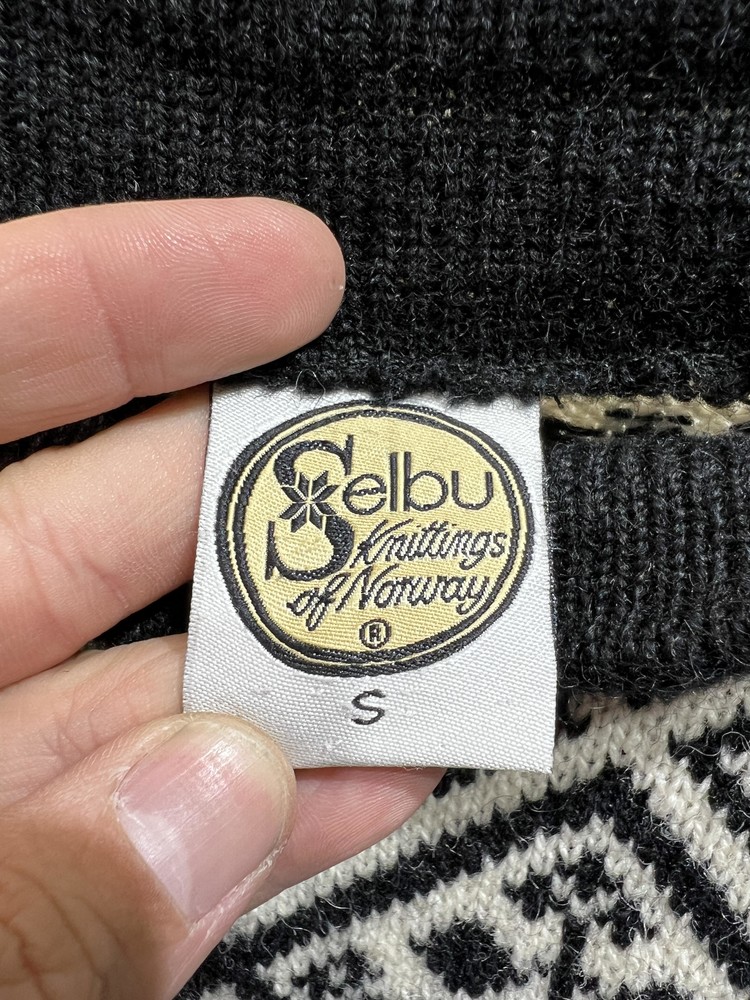 Selbu
Knittings
of Norway
®
S